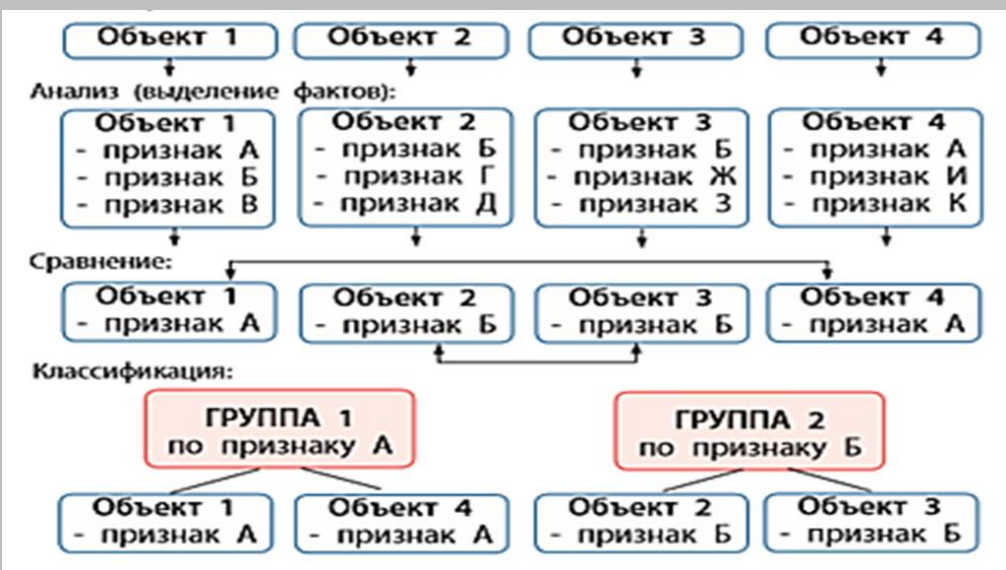 Объект 1 Объект 2 Объект 3 Объект 4
Анализ (выделение фактов):
Объект 1 Объект 2 Объект 3 Объект 4
- признак А - признак Б - признак Б - признак А
- признак Б - признак Г - признак Ж - признак И
- признак В - признак Д - признак З - признак К
Сравнение:
Объект 1 Объект 2 Объект 3 Объект 4
- признак А - признак Б - признак Б - признак А
Классификация:
ГРУППА 1 ГРУППА 2
по признаку А по признаку Б
Объект 1 Объект 4 Объект 2 Объект 3
- признак А - признак А - признак Б - признак Б